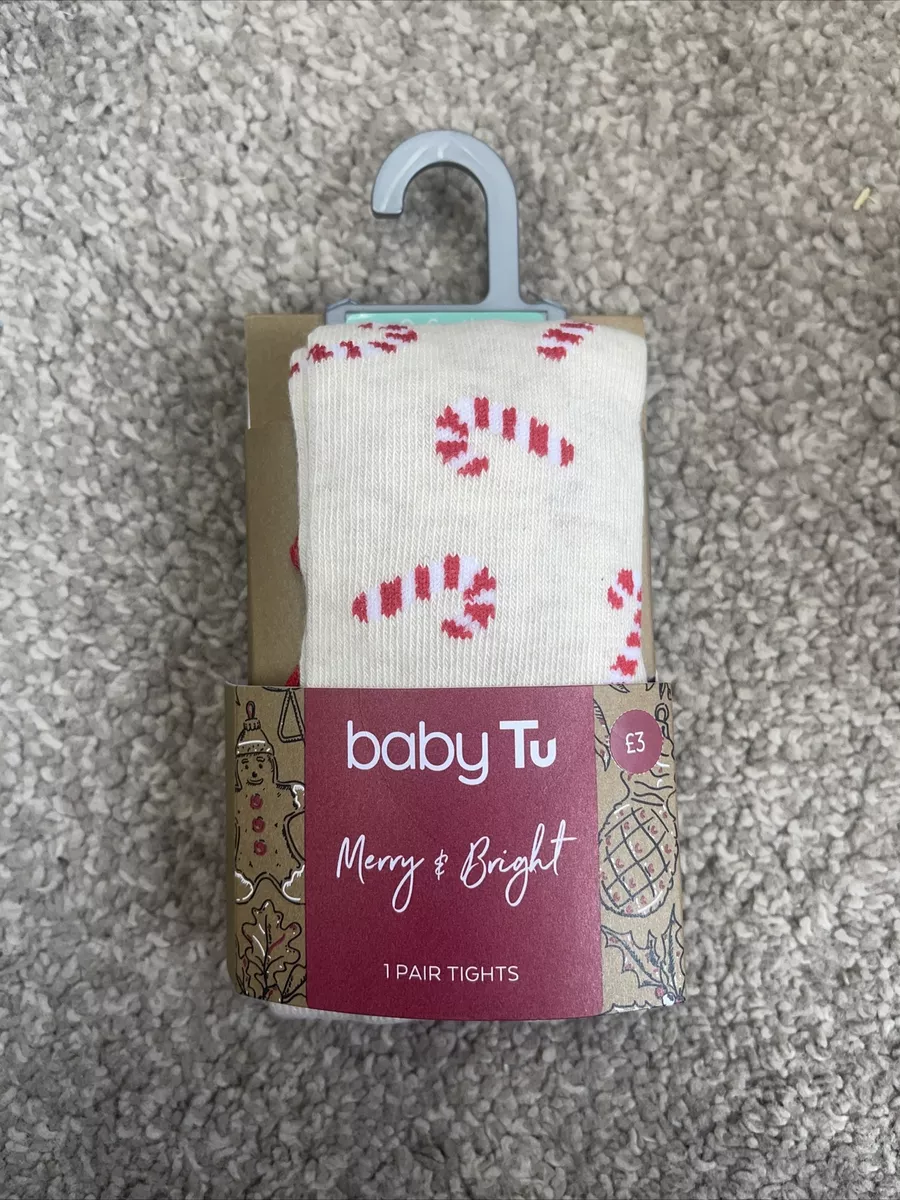 baby Tu
£3
Merry & Bright
1 PAIR TIGHTS